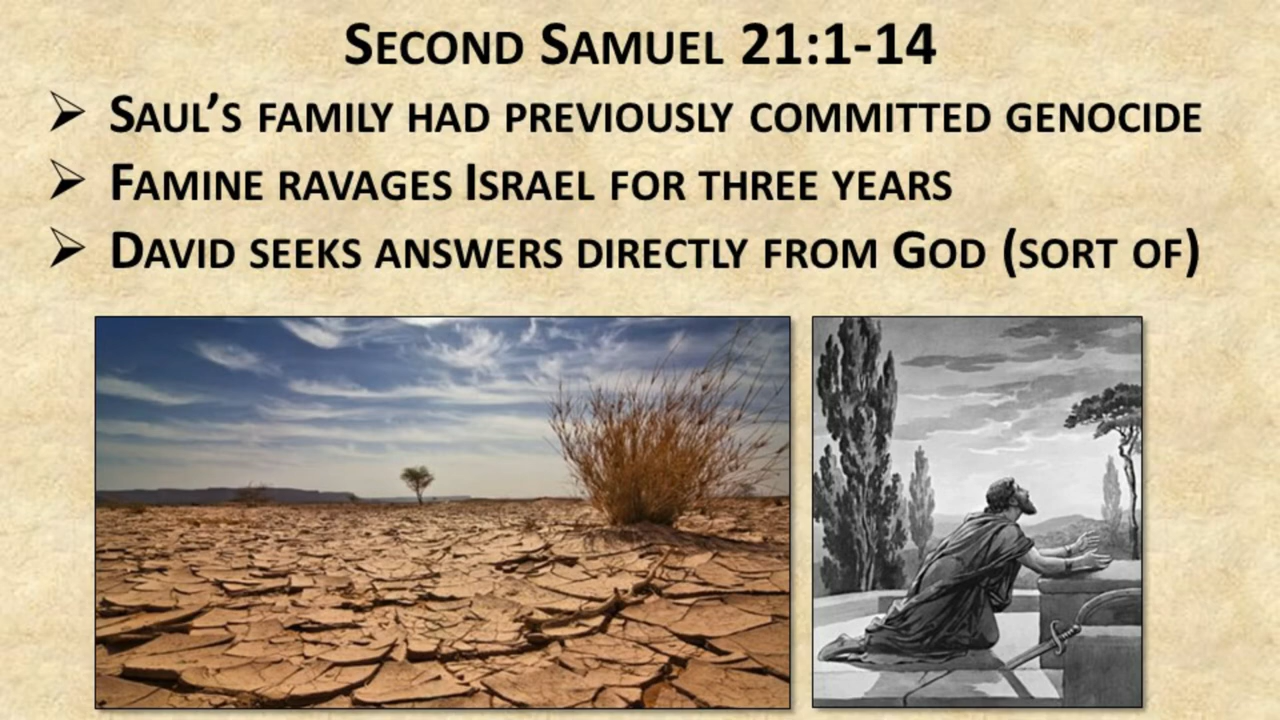 SECOND SAMUEL 21:1-14
➢ SAUL’S FAMILY HAD PREVIOUSLY COMMITTED GENOCIDE
➢ FAMINE RAVAGES ISRAEL FOR THREE YEARS
➢ DAVID SEEKS ANSWERS DIRECTLY FROM GOD (SORT OF)